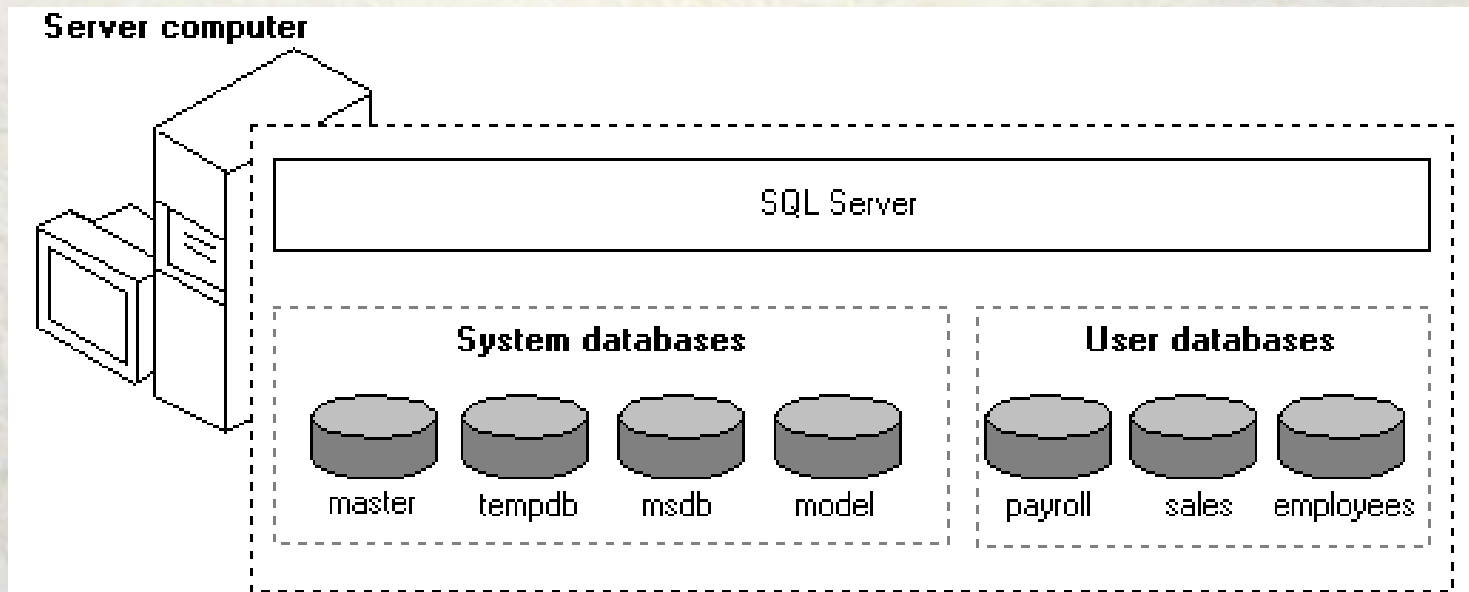 Server computer
SQL Server
System databases
master tempdb msdb model
User databases
payroll sales employees